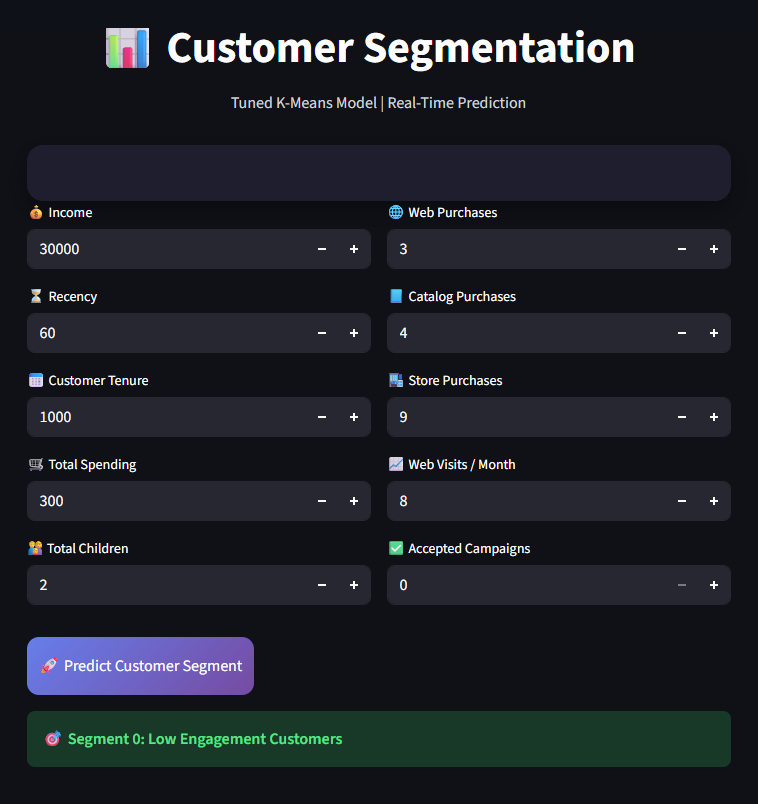 Customer Segmentation
Tuned K-Means Model | Real-Time Prediction
Income
30000
Recency
60
Customer Tenure
1000
Total Spending
300
Total Children
2
Web Purchases
3
Catalog Purchases
4
Store Purchases
9
Web Visits / Month
8
Accepted Campaigns
0
Predict Customer Segment
Segment 0: Low Engagement Customers